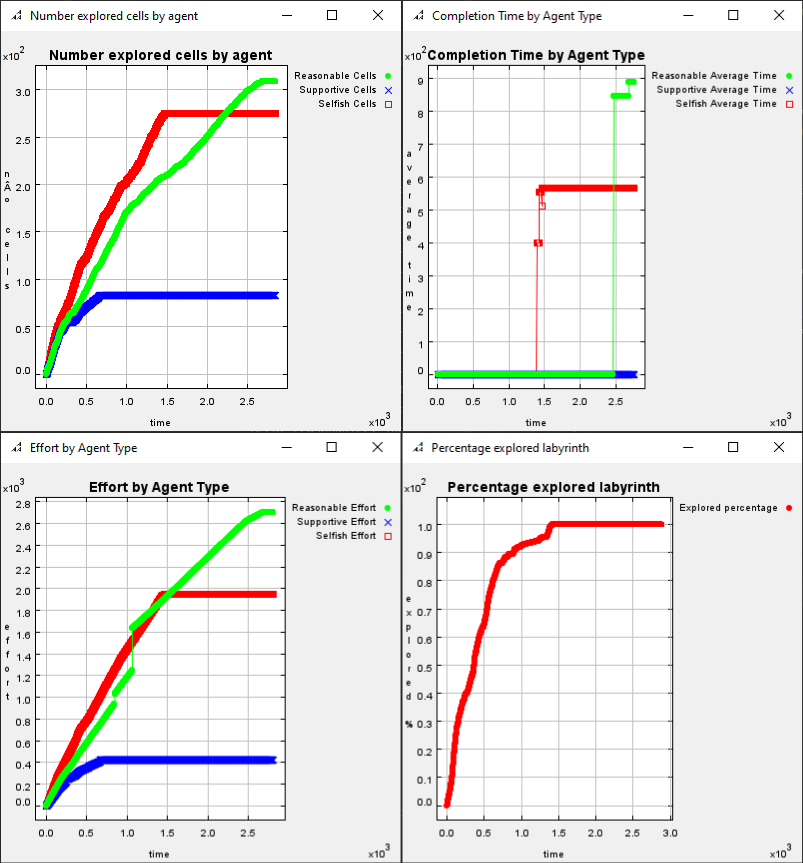 Number explored cells by agent
x10²
Number explored cells by agent
Reasonable Cells
Supportive Cells
Selfish Cells
nÂo cells
3.0
2.5
2.0
1.5
1.0
0.5
0.0
0.0 0.5 1.0 1.5 2.0 2.5
time
x10³
Completion Time by Agent Type
x10²
Completion Time by Agent Type
Reasonable Average Time
Supportive Average Time
Selfish Average Time
average time
9
8
7
6
5
4
3
2
1
0
0.0 0.5 1.0 1.5 2.0 2.5
time
x10³
Effort by Agent Type
x10³
Effort by Agent Type
Reasonable Effort
Supportive Effort
Selfish Effort
effort
2.8
2.6
2.4
2.2
2.0
1.8
1.6
1.4
1.2
1.0
0.8
0.6
0.4
0.2
0.0
0.0 0.5 1.0 1.5 2.0 2.5
time
x10³
Percentage explored labyrinth
x10²
Percentage explored labyrinth
Explored percentage
explored %
1.0
0.9
0.8
0.7
0.6
0.5
0.4
0.3
0.2
0.1
0.0
0.0 0.5 1.0 1.5 2.0 2.5 3.0
time
x10³